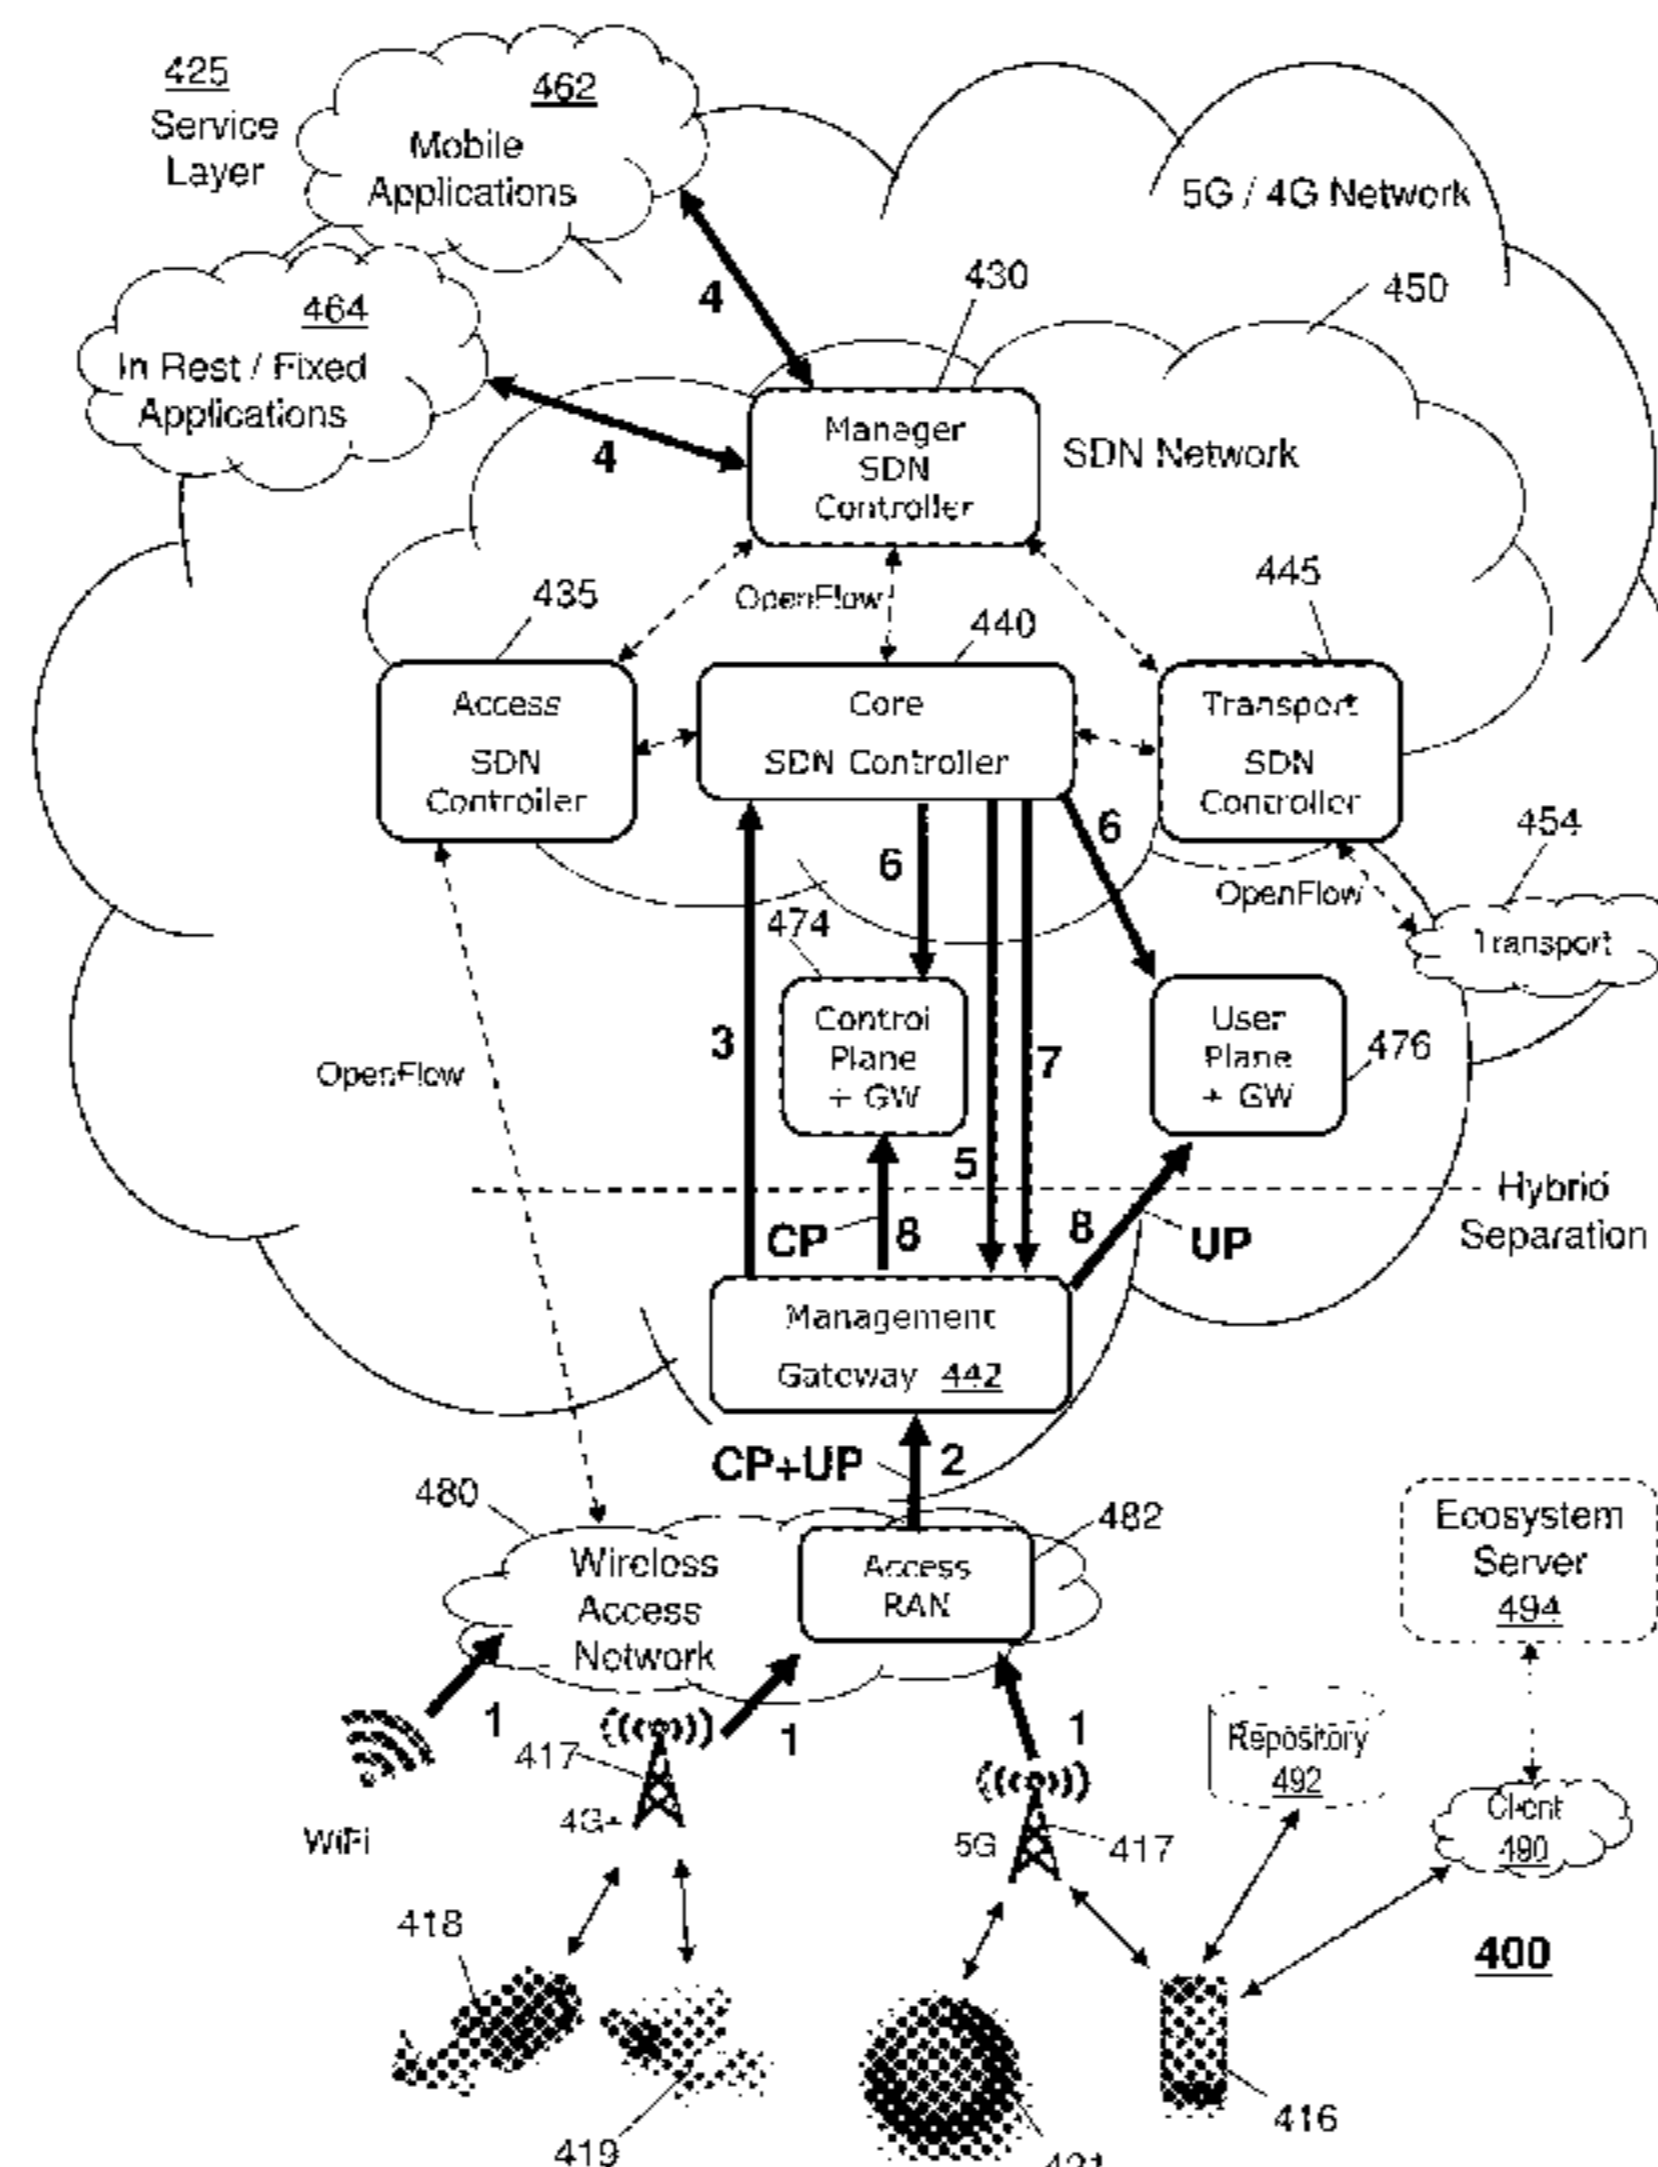 425
Service
Layer
462
Mobile
Applications
5G / 4G Network
464
In Rest / Fixed
Applications
4
430
450
4
Manager
SDN
Controller
SDN Network
435
OpenFlow
440
445
Access
SDN
Controller
Core
SDN Controller
Transport
SDN
Controller
454
6
6
OpenFlow
Transport
474
Control
Plane
+ GW
User
Plane
+ GW
476
3
7
OpenFlow
5
Hybrid
Separation
CP
8
8
UP
Management
Gateway 442
CP+UP
2
480
482
Wireless
Access
Network
Access
RAN
Ecosystem
Server
494
1
1
1
Repository
492
Client
490
417
4G+
WiFi
5G
417
418
400
416
419